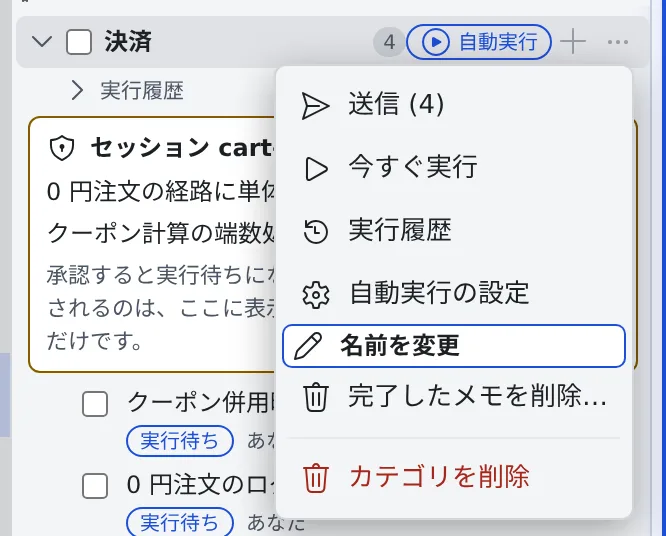 決済
4
自動実行
実行履歴
セッション cart
0 円注文の経路に単体
クーポン計算の端数
承認すると実行待ちに
されるのは、ここに表示
だけです。
クーポン併用
実行待ち
あな
0 円注文のロ
実行待ち
あなた
送信 (4)
今すぐ実行
実行履歴
自動実行の設定
名前を変更
完了したメモを削除…
カテゴリを削除